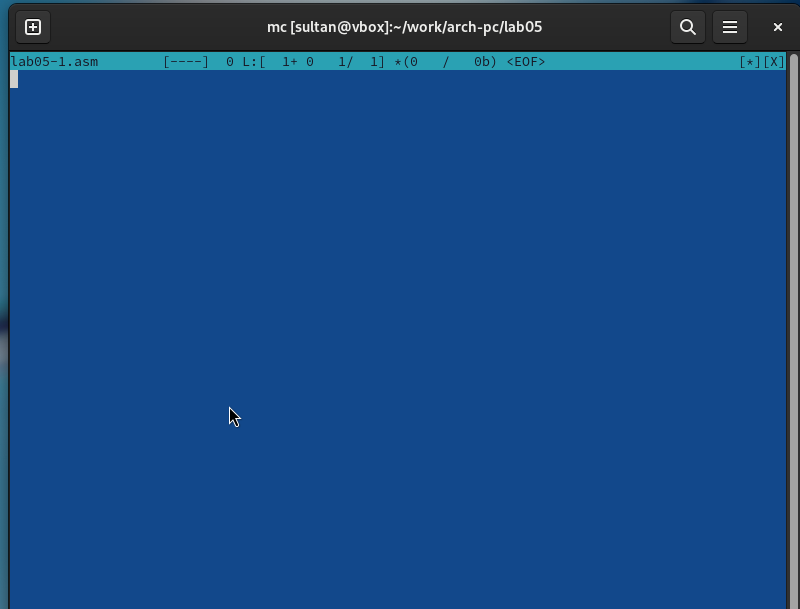 mc [sultan@vbox]:~/work/arch-pc/lab05
lab05-1.asm [----] 0 L:[ 1+ 0 1/ 1] *(0 / 0b) <EOF> [*][X]